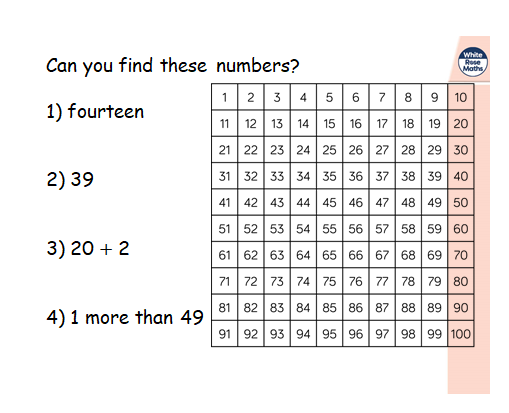 White
Rose
Maths
Can you find these numbers?
1) fourteen
2) 39
3) 20 + 2
4) 1 more than 49
1 2 3 4 5 6 7 8 9 10
11 12 13 14 15 16 17 18 19 20
21 22 23 24 25 26 27 28 29 30
31 32 33 34 35 36 37 38 39 40
41 42 43 44 45 46 47 48 49 50
51 52 53 54 55 56 57 58 59 60
61 62 63 64 65 66 67 68 69 70
71 72 73 74 75 76 77 78 79 80
81 82 83 84 85 86 87 88 89 90
91 92 93 94 95 96 97 98 99 100